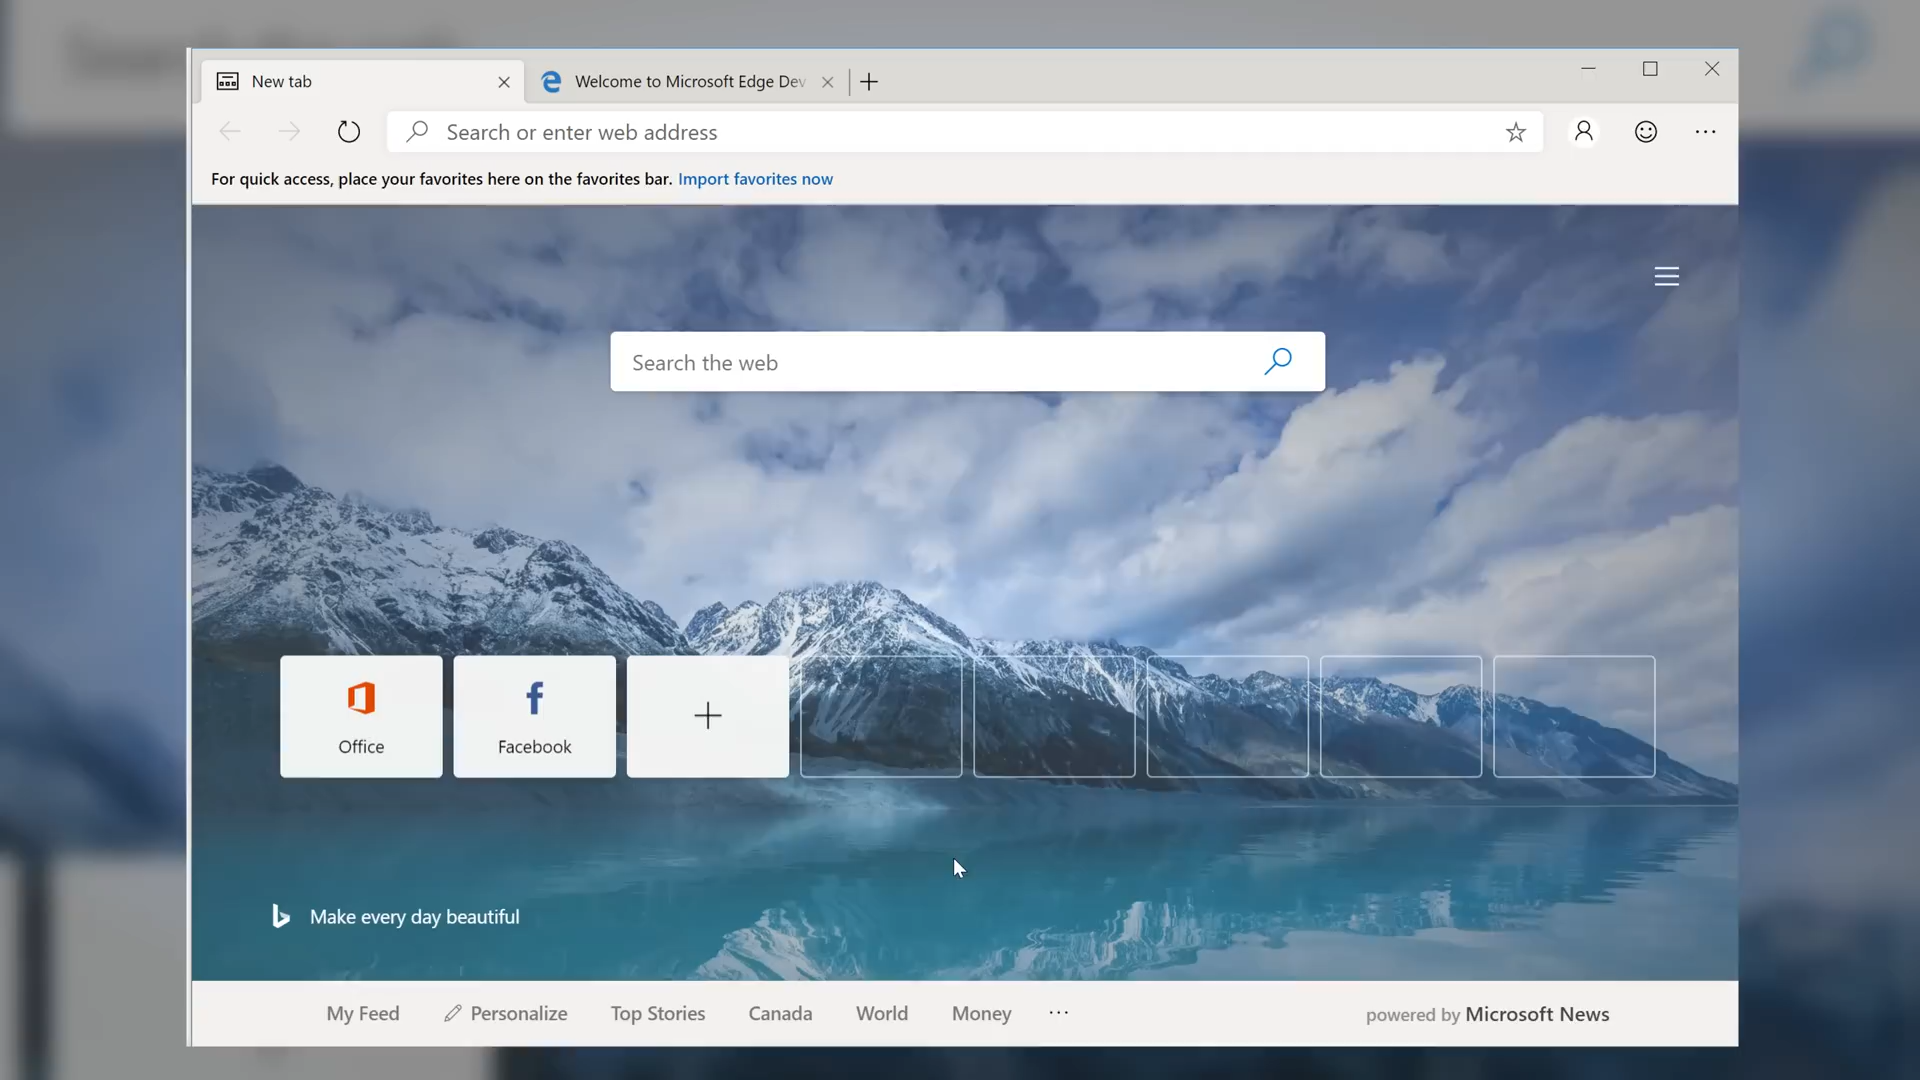 New tab
Welcome to Microsoft Edge Dev
Search or enter web address
For quick access, place your favorites here on the favorites bar. Import favorites now
Search the web
Office
Facebook
Make every day beautiful
My Feed Personalize Top Stories Canada World Money ...
powered by Microsoft News